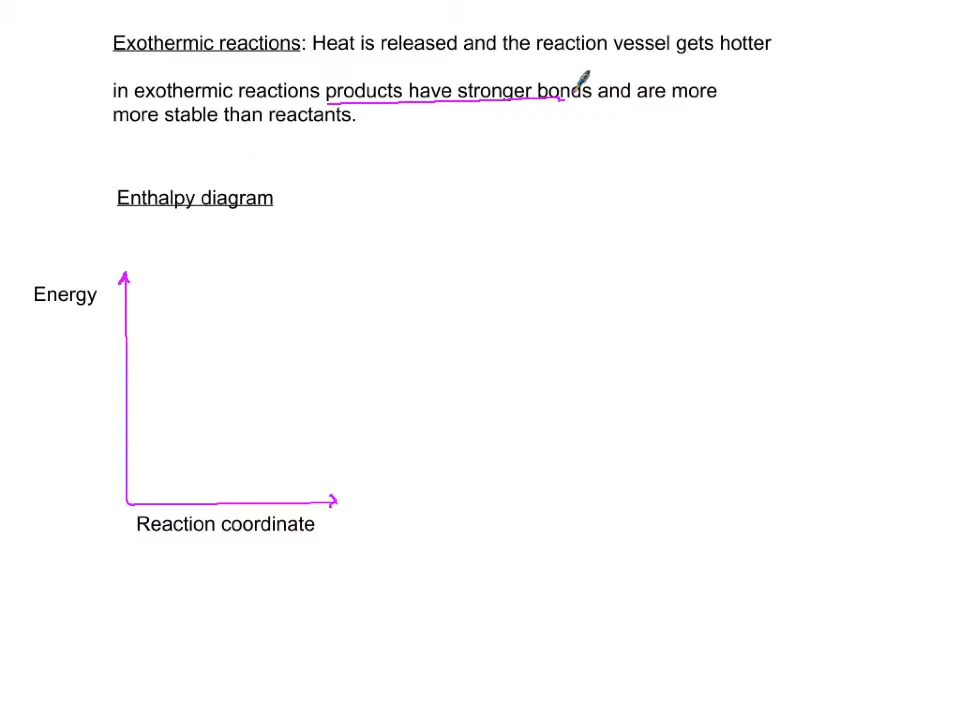 Exothermic reactions: Heat is released and the reaction vessel gets hotter
in exothermic reactions products have stronger bonds and are more
more stable than reactants.
Enthalpy diagram
Energy
Reaction coordinate